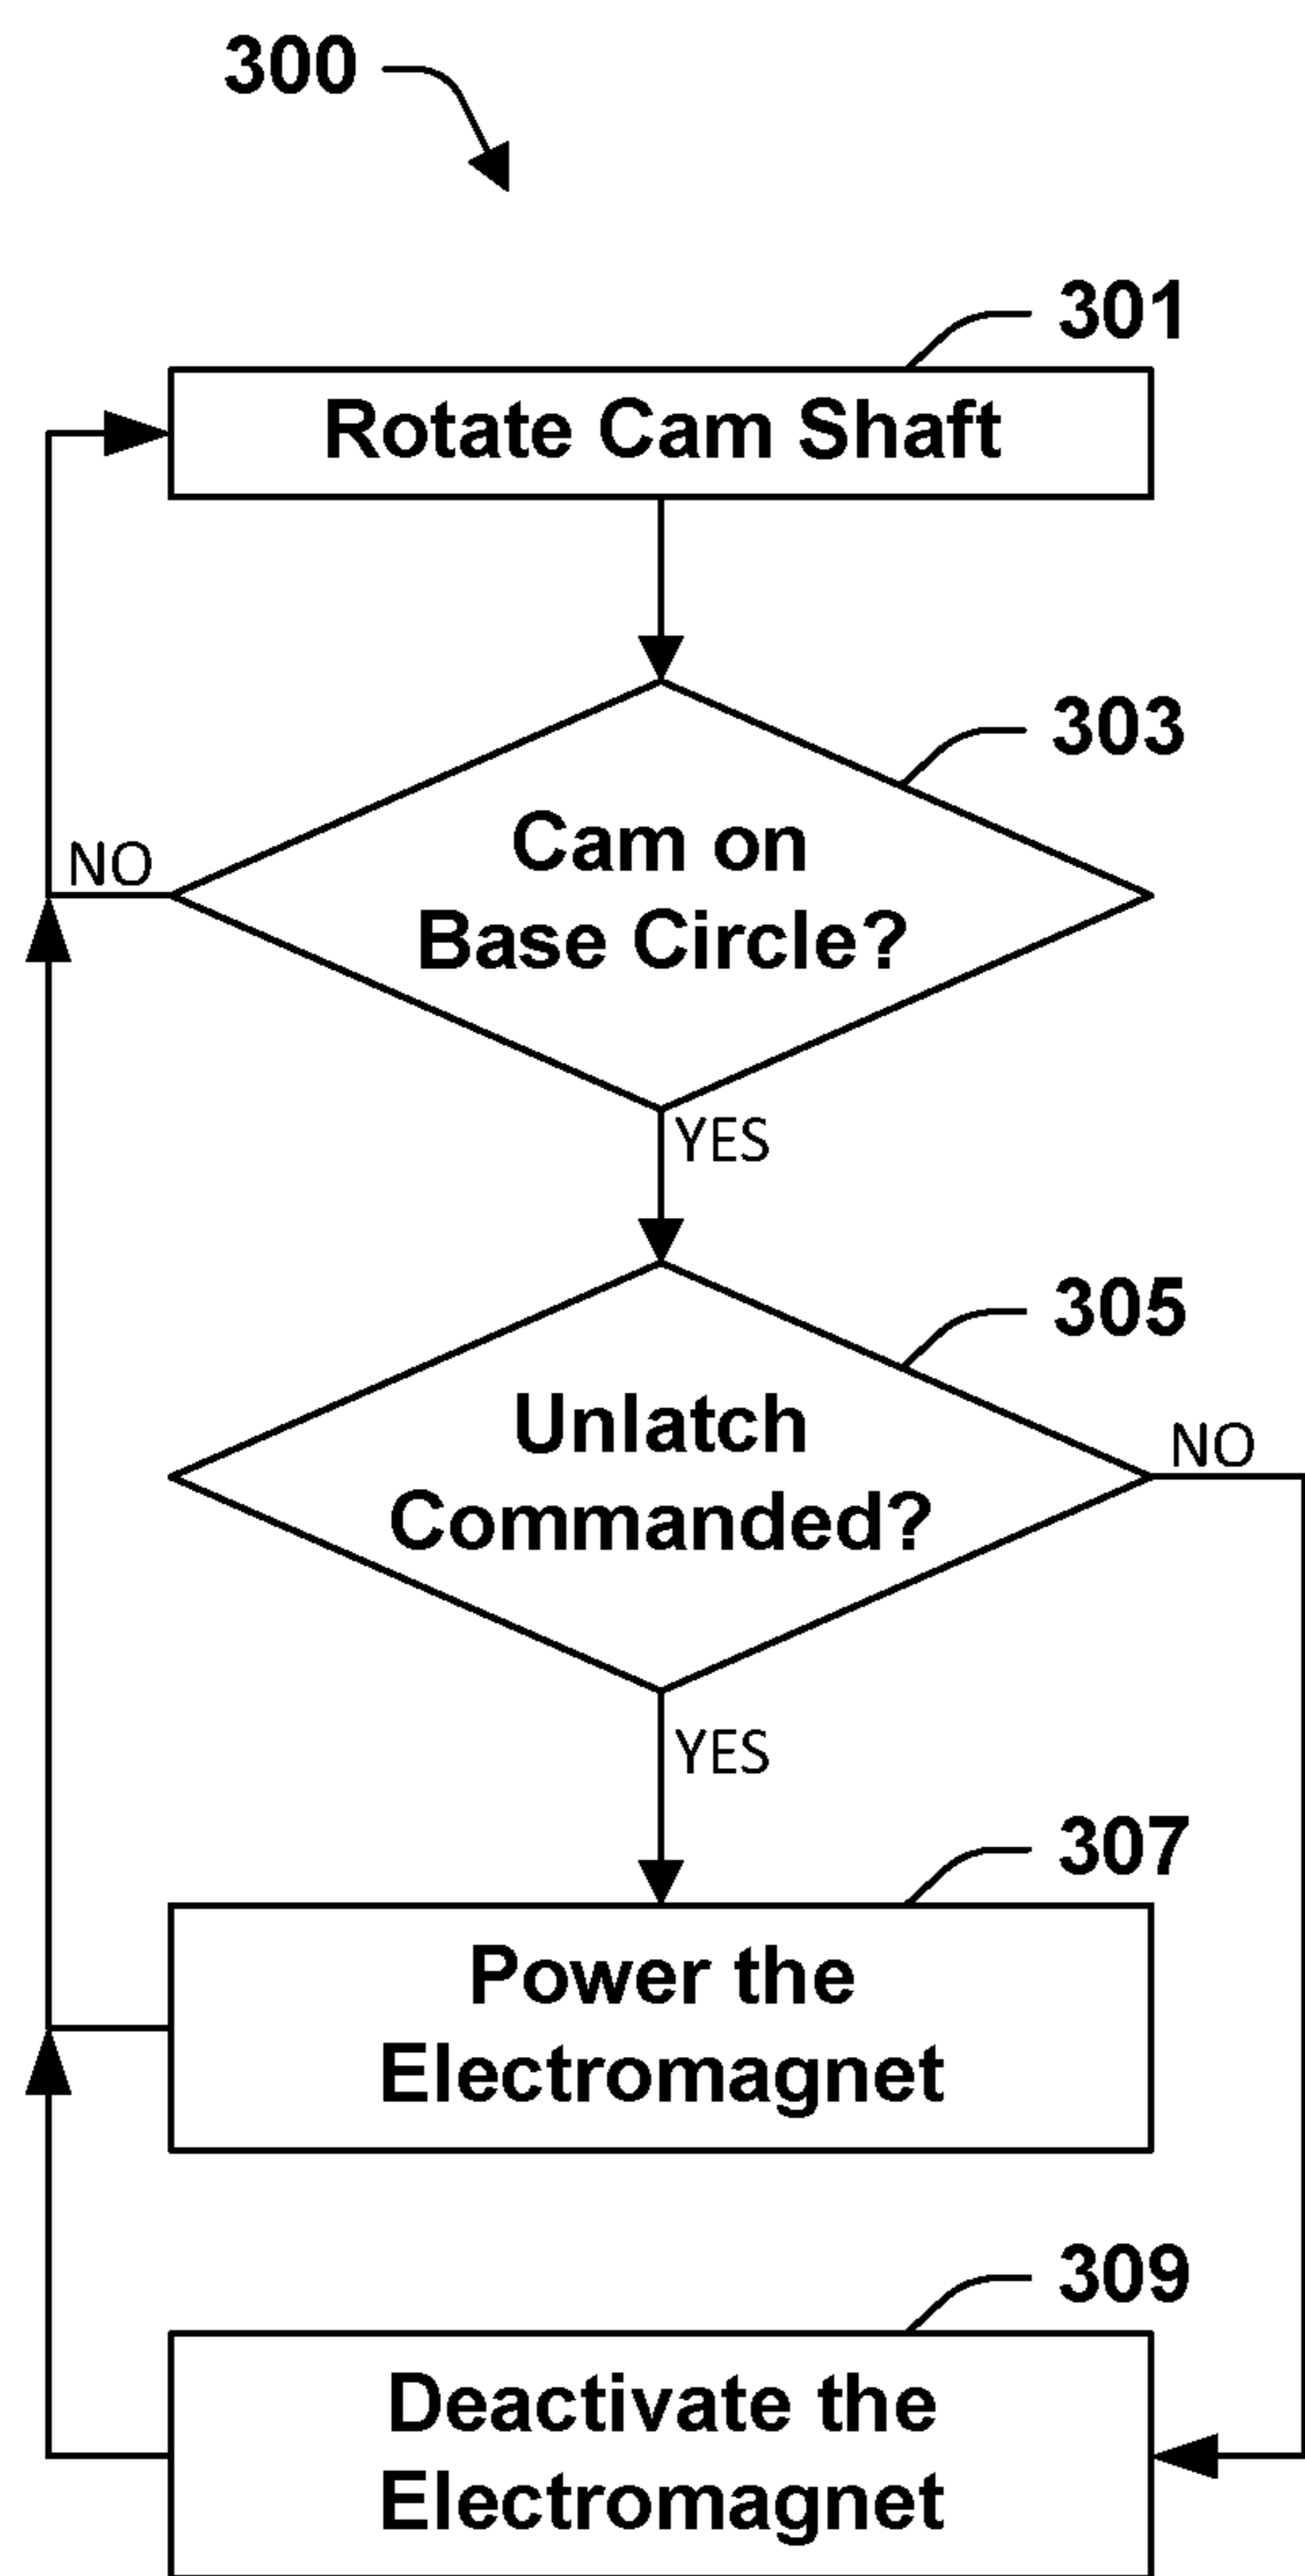 300
301
Rotate Cam Shaft
303
Cam on
Base Circle?
NO
YES
305
Unlatch
Commanded?
NO
YES
307
Power the
Electromagnet
309
Deactivate the
Electromagnet